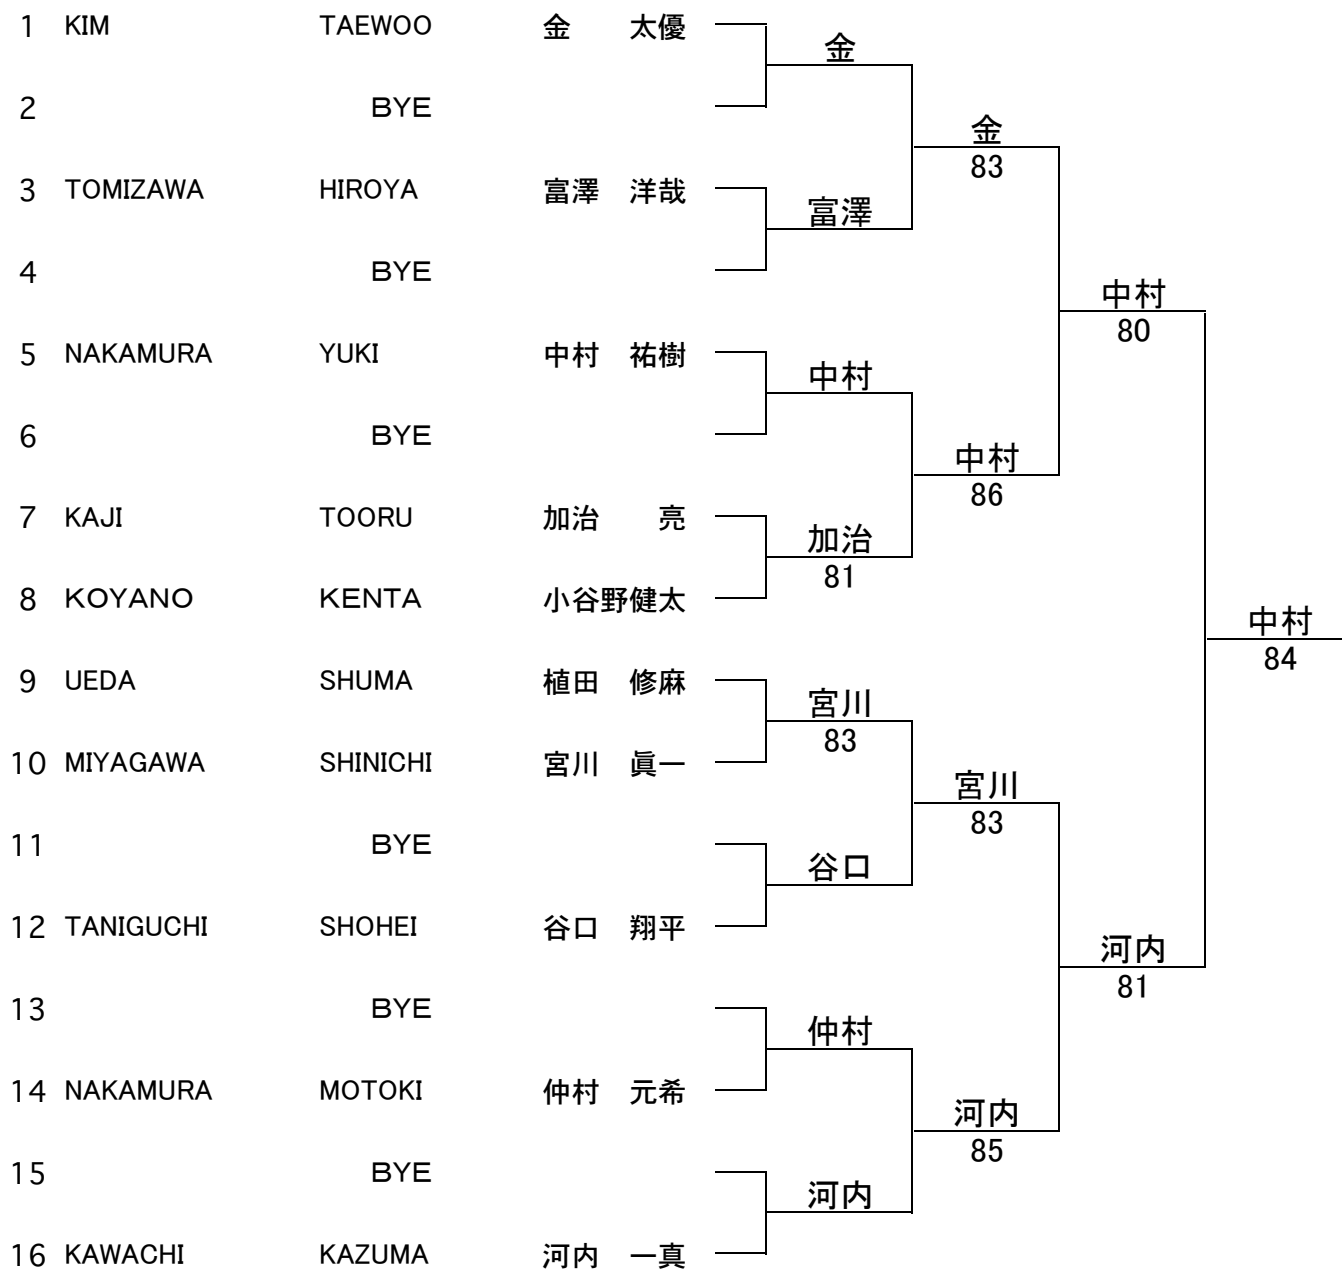 1 KIM TAEWOO 金　太優
金
2 BYE
金
83
3 TOMIZAWA HIROYA 富澤　洋哉
富澤
4 BYE
中村
80
5 NAKAMURA YUKI 中村　祐樹
中村
6 BYE
中村
86
7 KAJI TOORU 加治　亮
加治
81
8 KOYANO KENTA 小谷野健太
中村
84
9 UEDA SHUMA 植田　修麻
宮川
83
10 MIYAGAWA SHINICHI 宮川　眞一
宮川
83
11 BYE
谷口
12 TANIGUCHI SHOHEI 谷口　翔平
河内
81
13 BYE
仲村
14 NAKAMURA MOTOKI 仲村　元希
河内
85
15 BYE
河内
16 KAWACHI KAZUMA 河内　一真